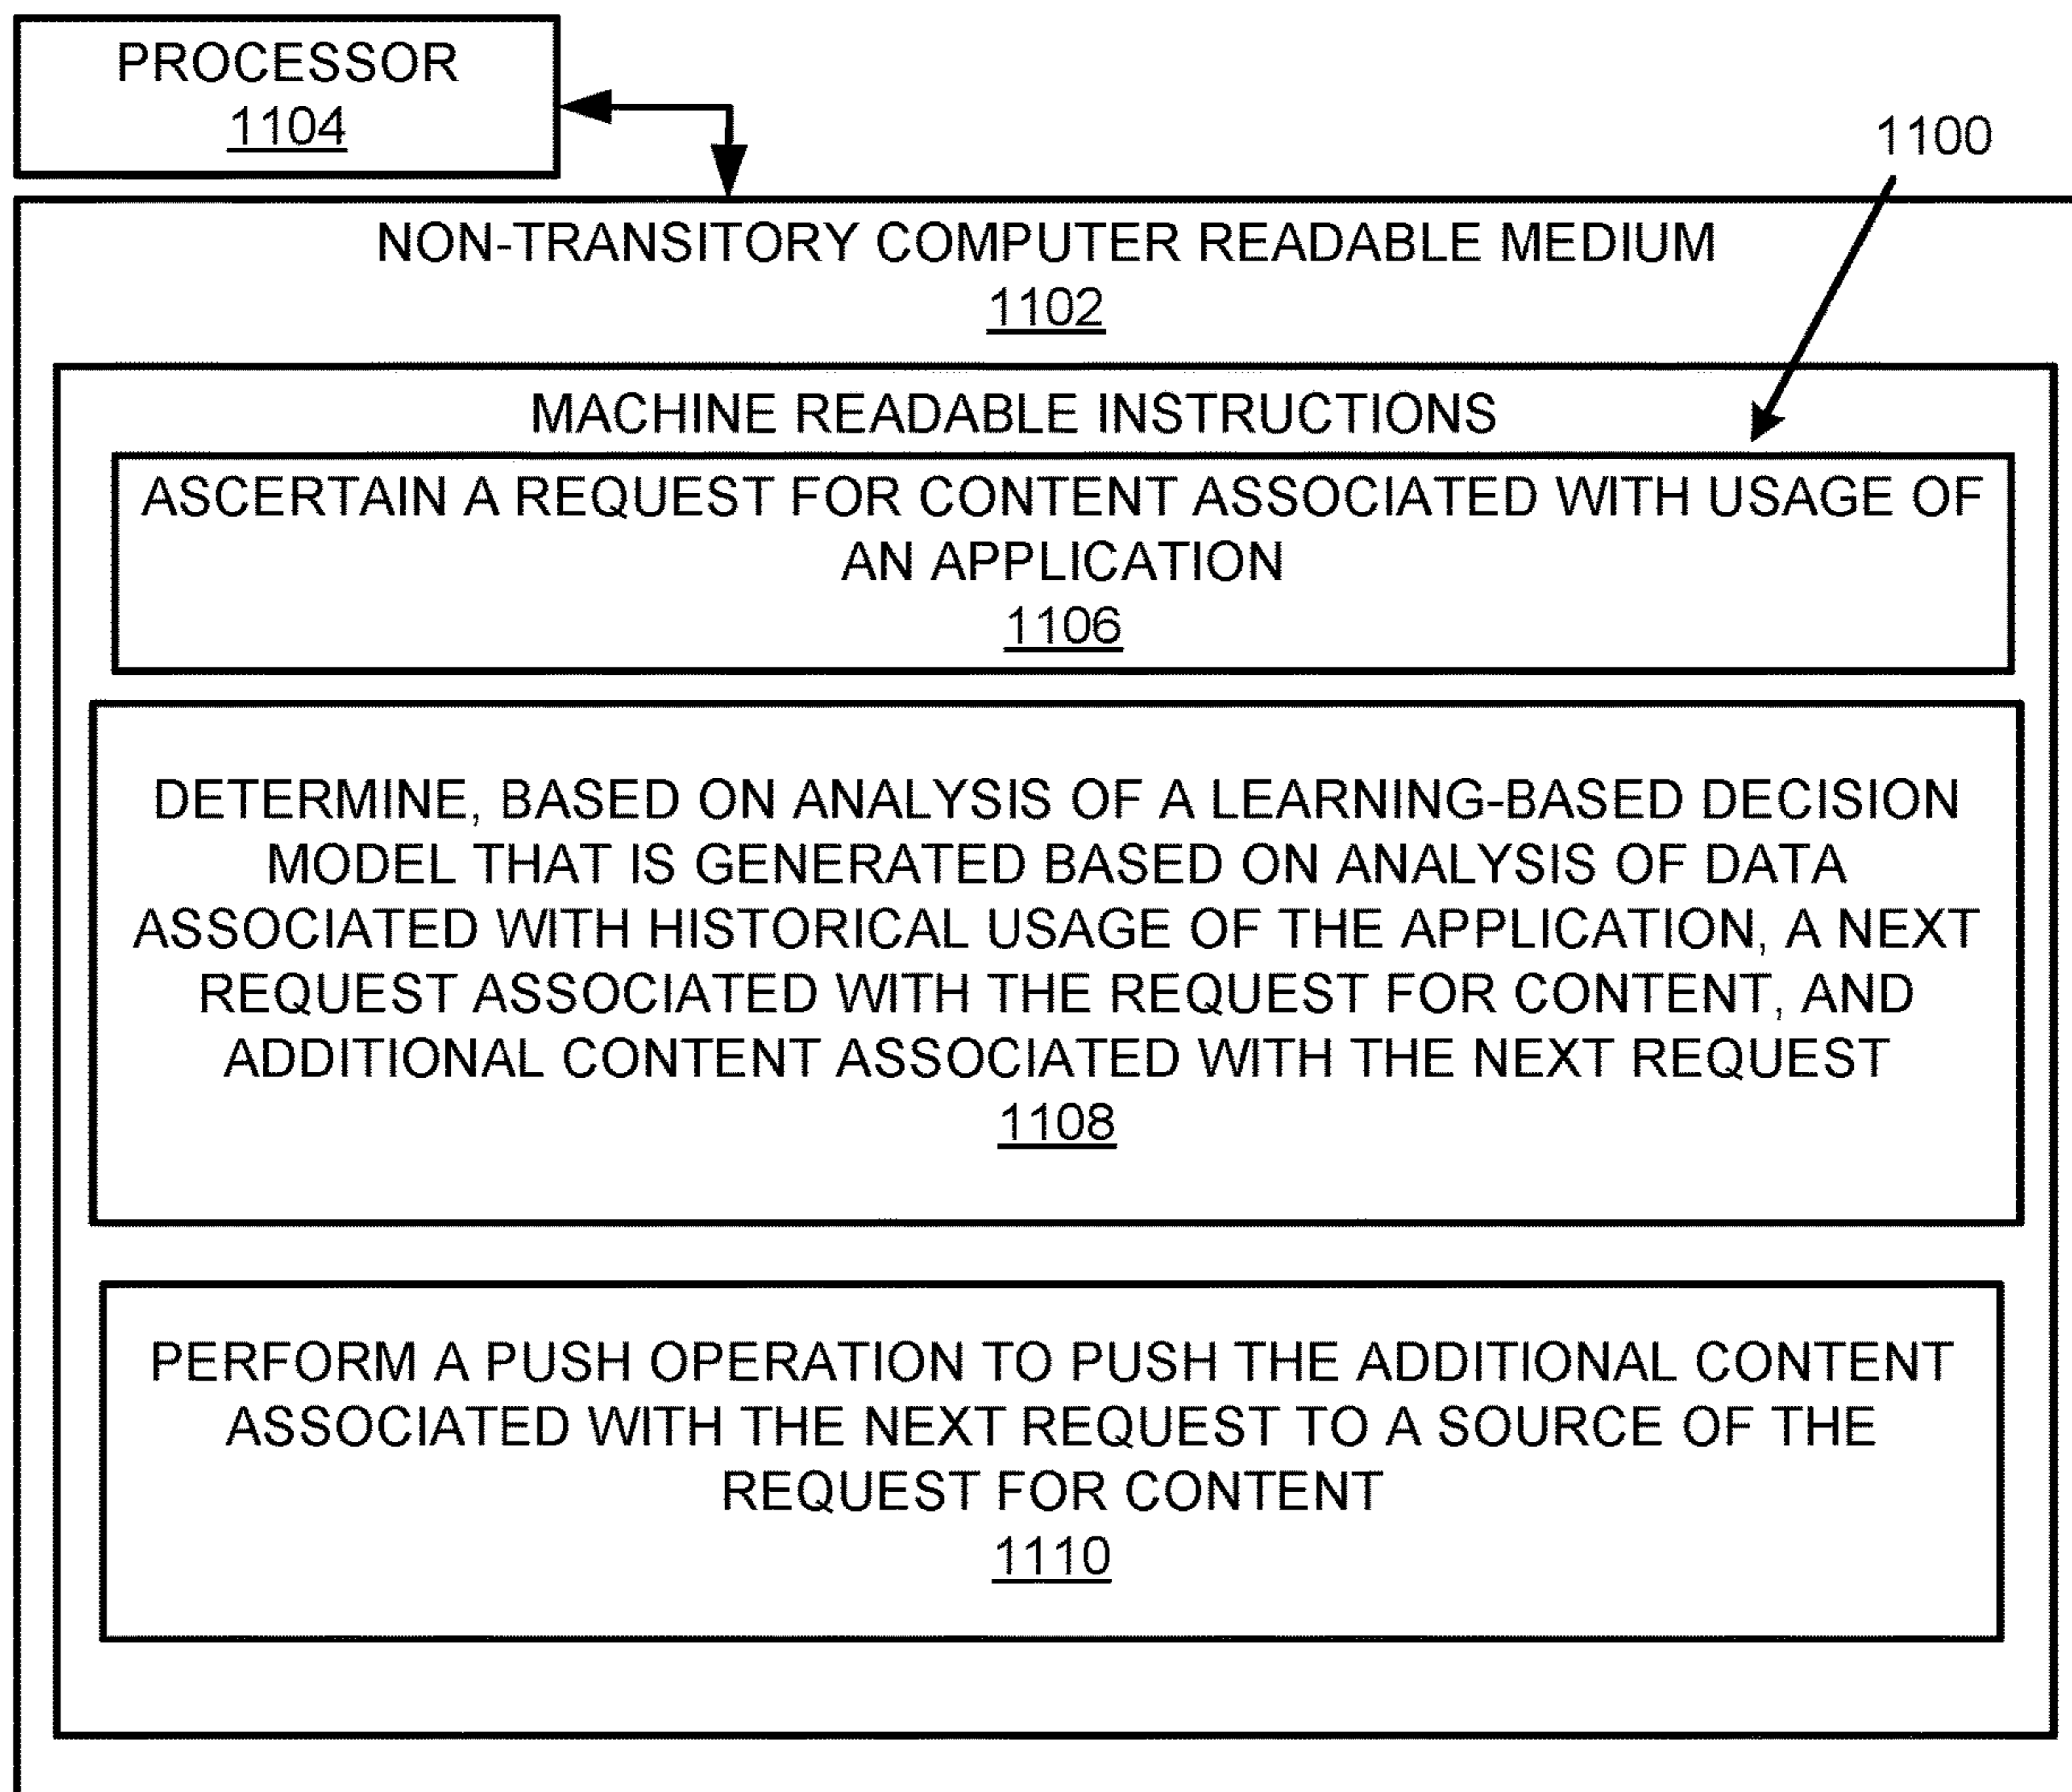 PROCESSOR
1104
1100
NON-TRANSITORY COMPUTER READABLE MEDIUM
1102
MACHINE READABLE INSTRUCTIONS
ASCERTAIN A REQUEST FOR CONTENT ASSOCIATED WITH USAGE OF
AN APPLICATION
1106
DETERMINE, BASED ON ANALYSIS OF A LEARNING-BASED DECISION
MODEL THAT IS GENERATED BASED ON ANALYSIS OF DATA
ASSOCIATED WITH HISTORICAL USAGE OF THE APPLICATION, A NEXT
REQUEST ASSOCIATED WITH THE REQUEST FOR CONTENT, AND
ADDITIONAL CONTENT ASSOCIATED WITH THE NEXT REQUEST
1108
PERFORM A PUSH OPERATION TO PUSH THE ADDITIONAL CONTENT
ASSOCIATED WITH THE NEXT REQUEST TO A SOURCE OF THE
REQUEST FOR CONTENT
1110